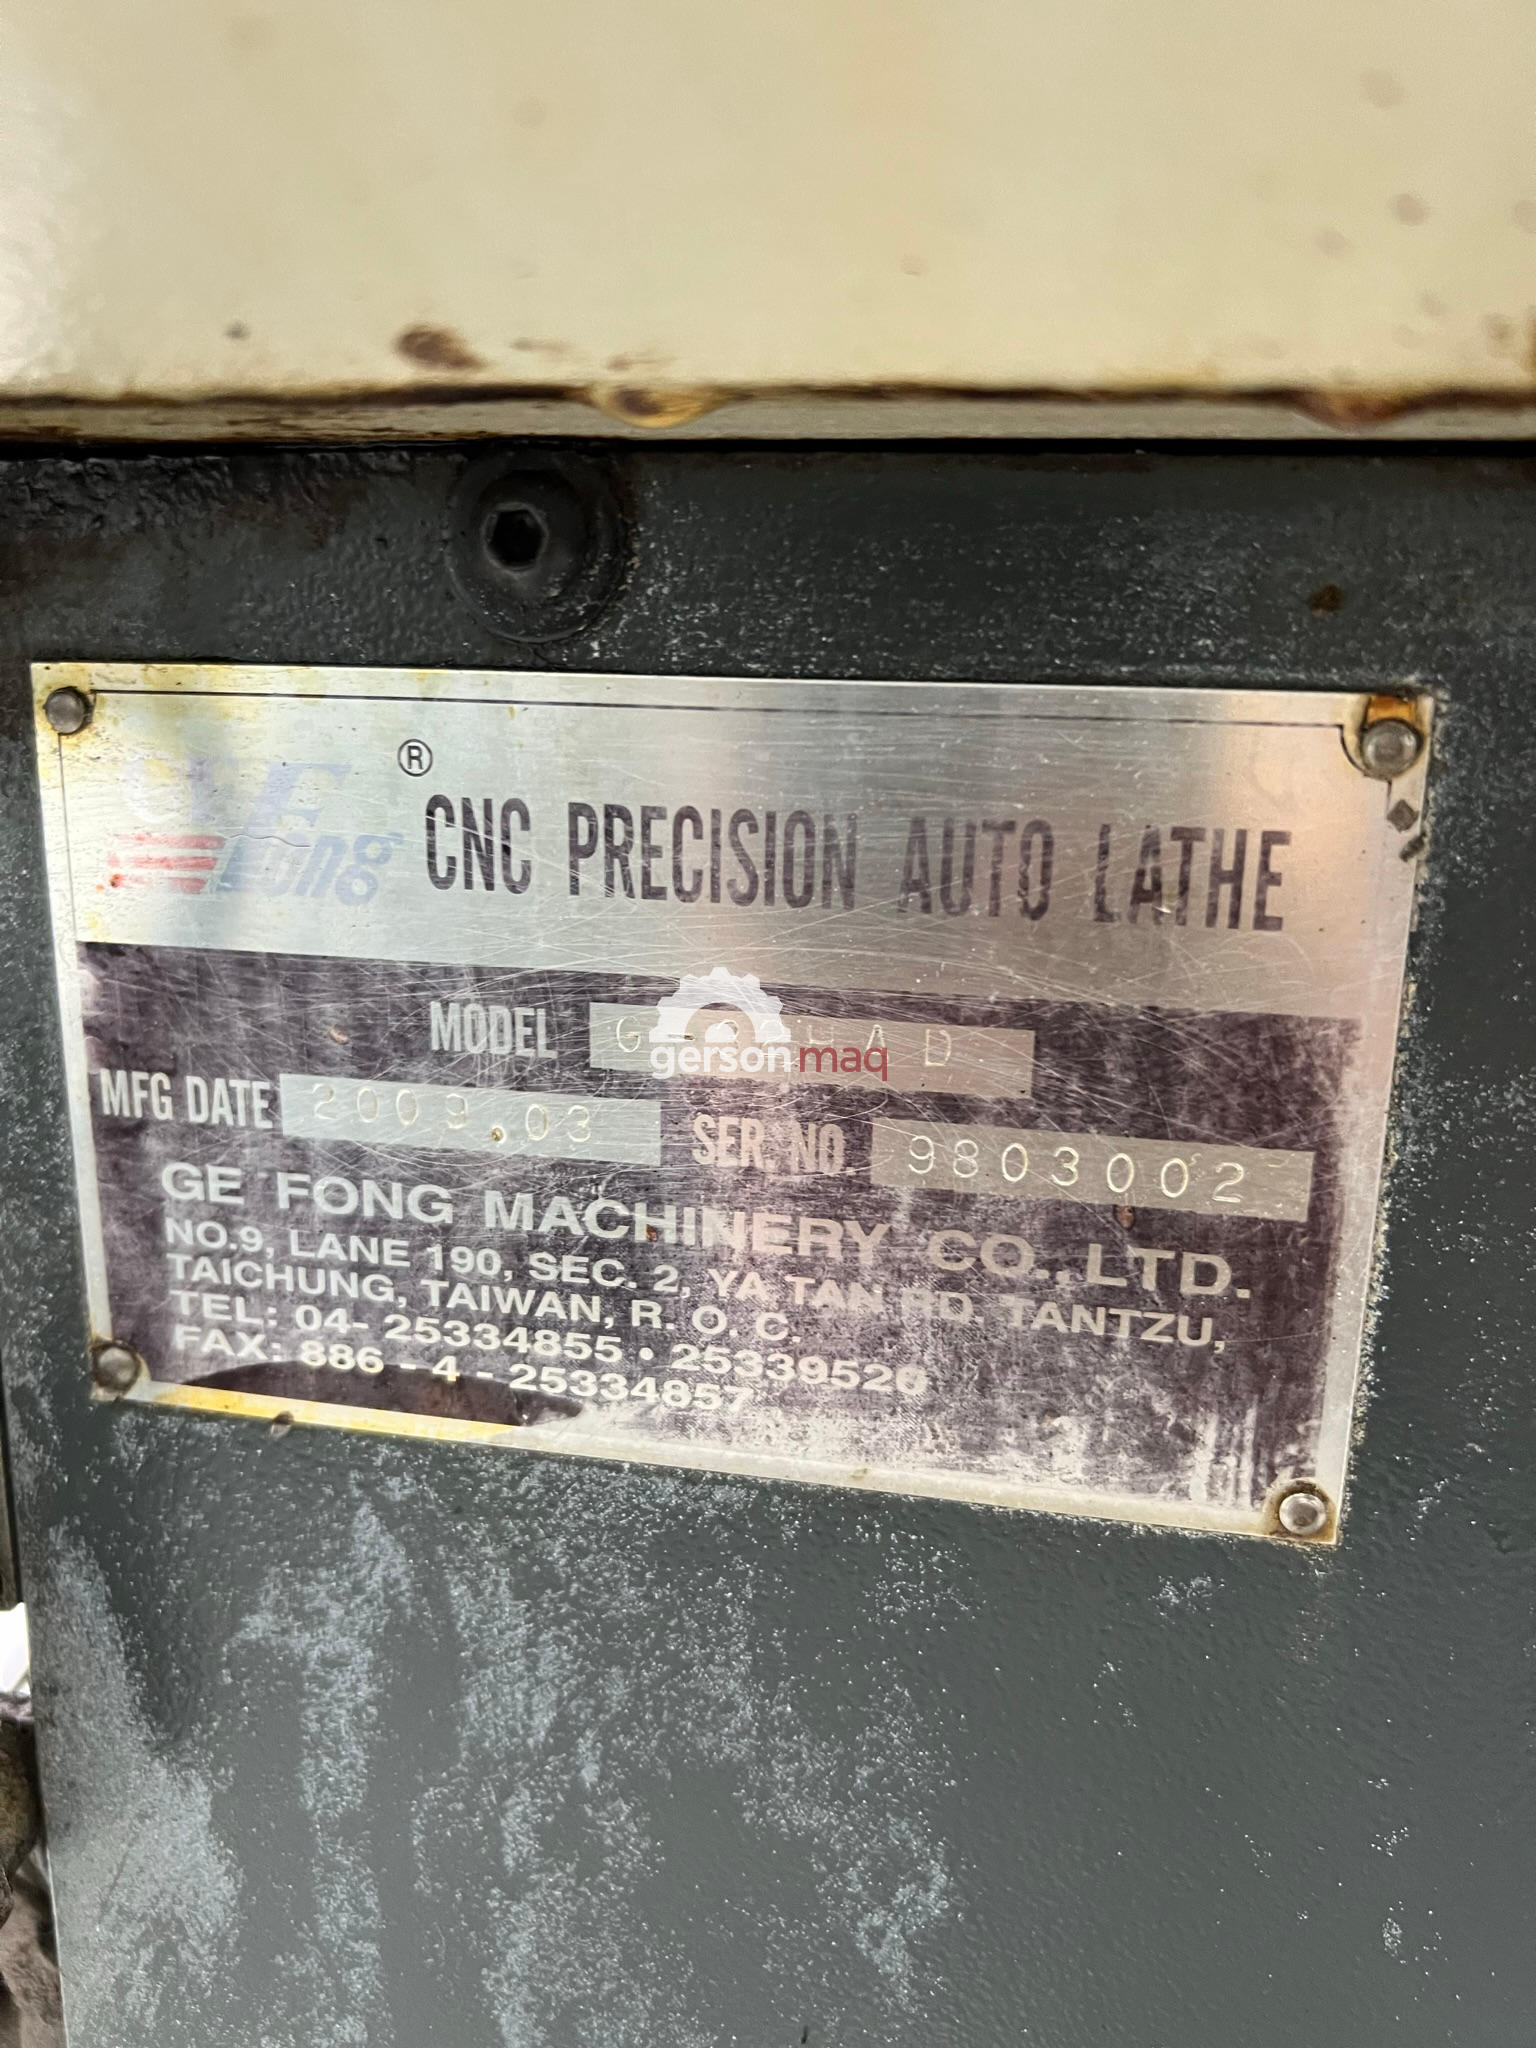 ®
Fong
CNC PRECISION AUTO LATHE
MODEL
gersonmaq
MFG DATE 2009.03 SER. NO. 9803002
GE FONG MACHINERY CO., LTD.
NO.9, LANE 190, SEC. 2, YA TAN RD. TANTZU,
TAICHUNG, TAIWAN, R. O. C.
TEL: 04- 25334855 • 25339526
FAX: 886 - 4 - 25334857